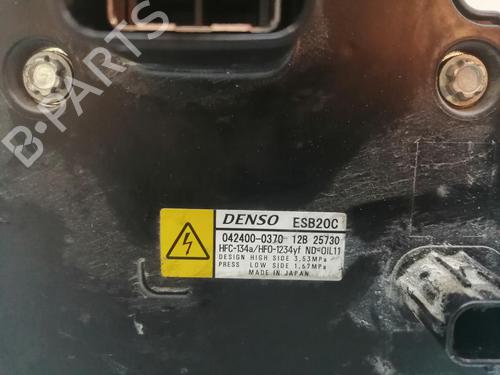 B-PARTS
DENSO ESB20C
042400-0370 12B 25730
HFC-134a/HFO-1234yf ND-OIL11
DESIGN HIGH SIDE 3,53MPa
PRESS LOW SIDE 1,67MPa
MADE IN JAPAN